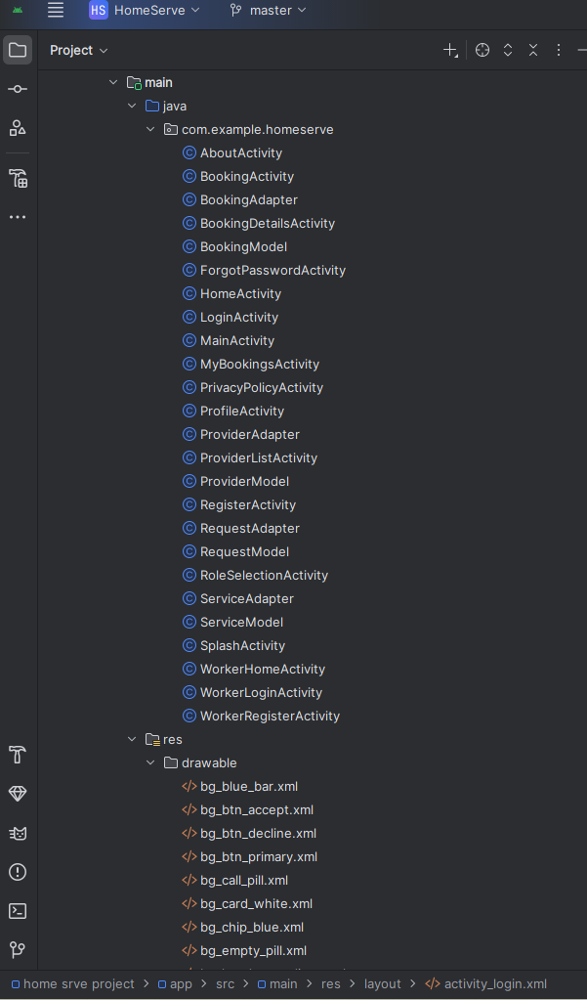 HS HomeServe master
Project
main
java
com.example.homeserve
AboutActivity
BookingActivity
BookingAdapter
BookingDetailsActivity
BookingModel
ForgotPasswordActivity
HomeActivity
LoginActivity
MainActivity
MyBookingsActivity
PrivacyPolicyActivity
ProfileActivity
ProviderAdapter
ProviderListActivity
ProviderModel
RegisterActivity
RequestAdapter
RequestModel
RoleSelectionActivity
ServiceAdapter
ServiceModel
SplashActivity
WorkerHomeActivity
WorkerLoginActivity
WorkerRegisterActivity
res
drawable
bg_blue_bar.xml
bg_btn_accept.xml
bg_btn_decline.xml
bg_btn_primary.xml
bg_call_pill.xml
bg_card_white.xml
bg_chip_blue.xml
bg_empty_pill.xml
home srve project > app > src > main > res > layout > activity_login.xml